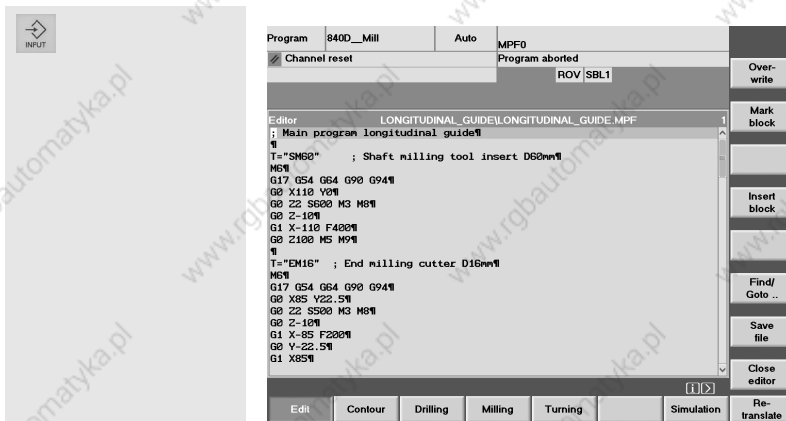 INPUT
Program 840D__Mill Auto MPF0
Channel reset Program aborted
ROV SBL1
Editor LONGITUDINAL_GUIDE\LONGITUDINAL_GUIDE.MPF 1
; Main program longitudinal guide¶
¶
T="SM60" ; Shaft milling tool insert D60mm¶
M6¶
G17 G54 G64 G90 G94¶
G0 X110 Y0¶
G0 Z2 S600 M3 M8¶
G0 Z-10¶
G1 X-110 F400¶
G0 Z100 M5 M9¶
¶
T="EM16" ; End milling cutter D16mm¶
M6¶
G17 G54 G64 G90 G94¶
G0 X85 Y22.5¶
G0 Z2 S500 M3 M8¶
G0 Z-10¶
G1 X-85 F200¶
G0 Y-22.5¶
G1 X85¶
Edit Contour Drilling Milling Turning Simulation
Over-
write
Mark
block
Insert
block
Find/
Goto ..
Save
file
Close
editor
Re-
translate
www.rgbautomatyka.pl